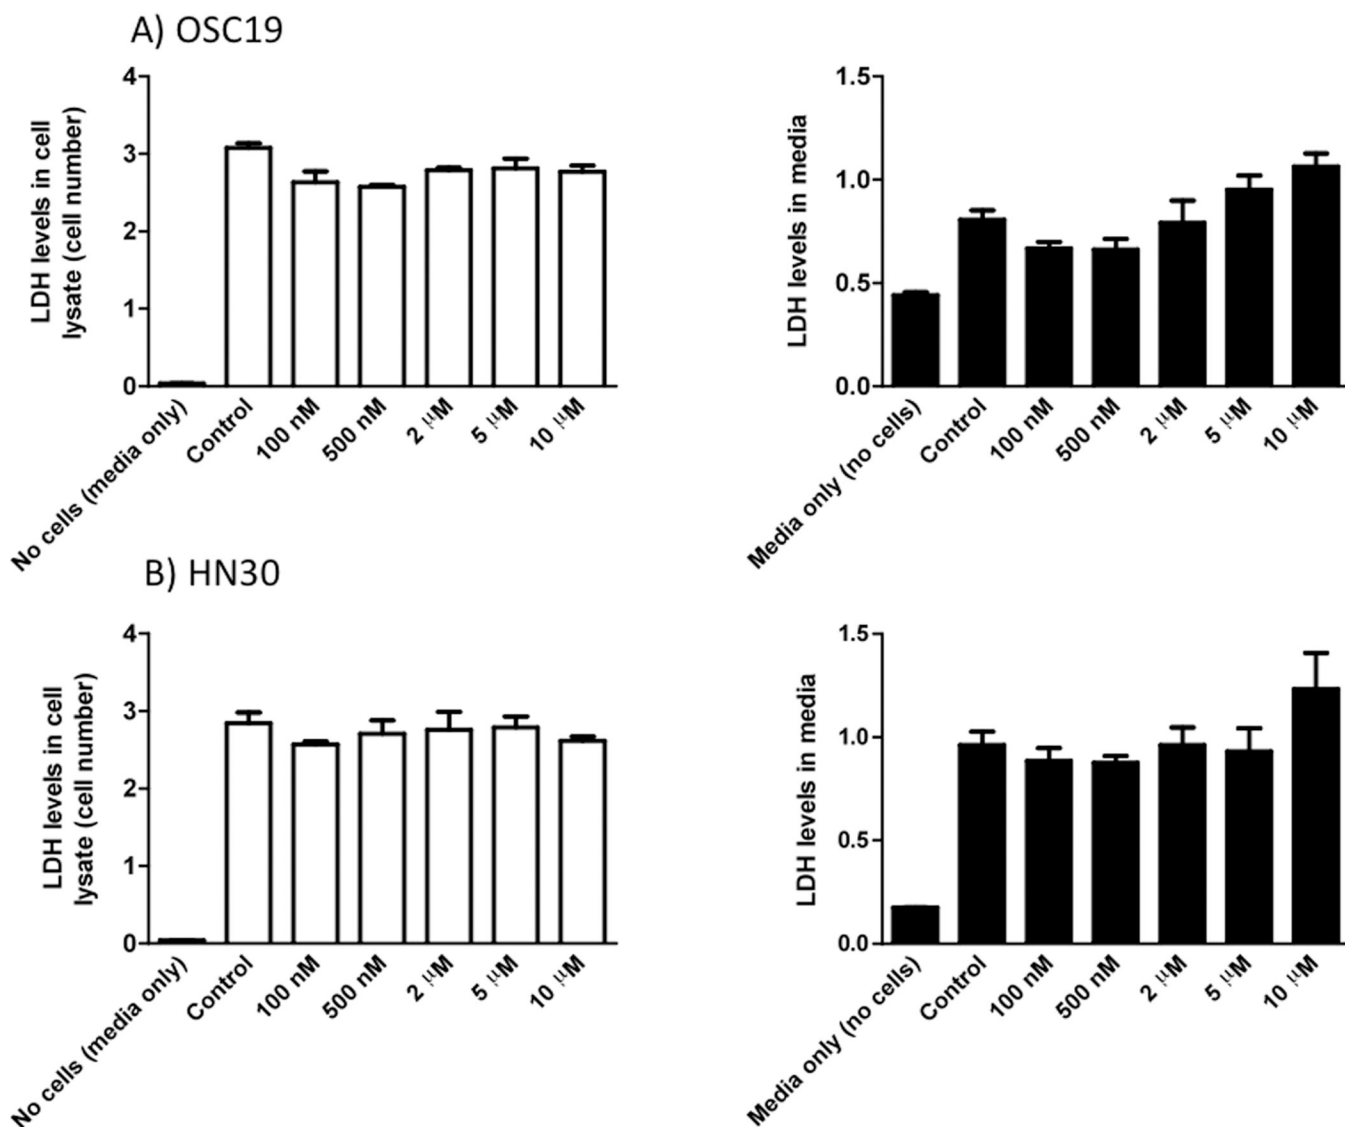 A) OSC19
LDH levels in cell
lysate (cell number)
4
3
2
1
0
No cells (media only)
Control
100 nM
500 nM
2 μM
5 μM
10 μM
LDH levels in media
1.5
1.0
0.5
0.0
Media only (no cells)
Control
100 nM
500 nM
2 μM
5 μM
10 μM
B) HN30
LDH levels in cell
lysate (cell number)
4
3
2
1
0
No cells (media only)
Control
100 nM
500 nM
2 μM
5 μM
10 μM
LDH levels in media
1.5
1.0
0.5
0.0
Media only (no cells)
Control
100 nM
500 nM
2 μM
5 μM
10 μM